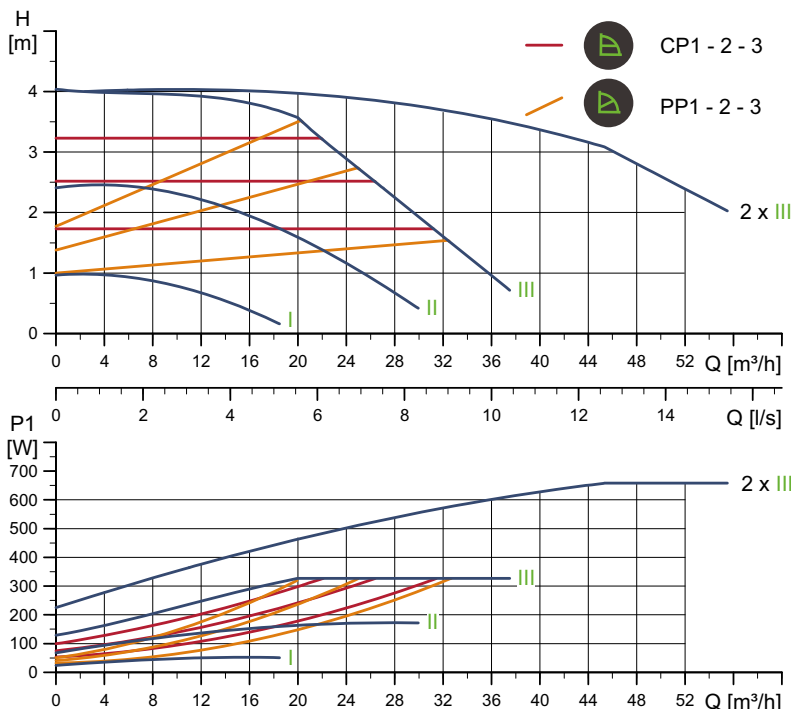 H
[m]
CP1 - 2 - 3
PP1 - 2 - 3
4
3
2
1
0
2 x III
III
II
I
0 4 8 12 16 20 24 28 32 36 40 44 48 52 Q [m³/h]
0 2 4 6 8 10 12 14 Q [l/s]
P1
[W]
700
600
500
400
300
200
100
0
2 x III
III
II
I
0 4 8 12 16 20 24 28 32 36 40 44 48 52 Q [m³/h]